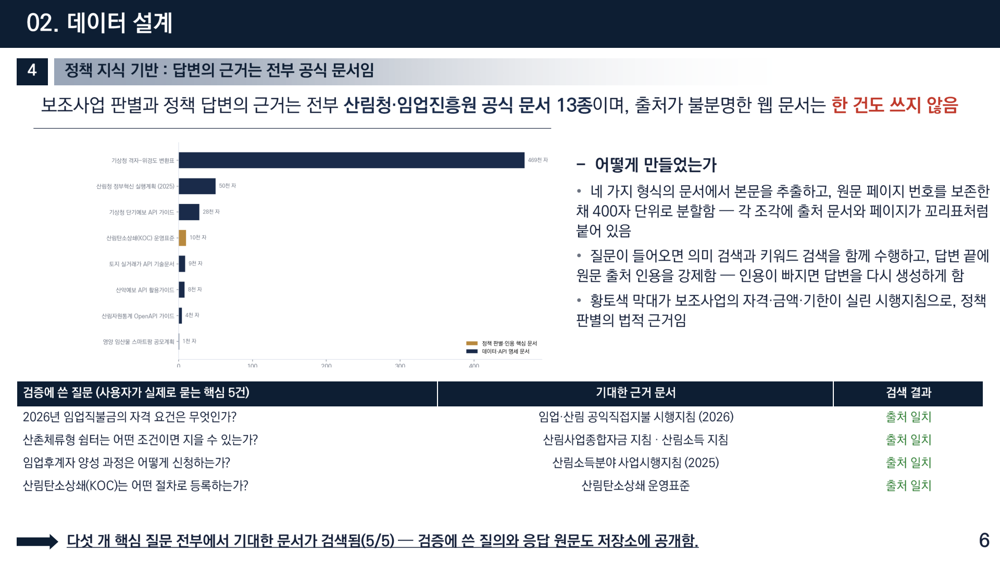 02. 데이터 설계
4
정책 지식 기반 : 답변의 근거는 전부 공식 문서임
보조사업 판별과 정책 답변의 근거는 전부 산림청·임업진흥원 공식 문서 13종이며, 출처가 불분명한 웹 문서는 한 건도 쓰지 않음
기상청 격자-위경도 변환표
469천 자
산림청 정부혁신 실행계획 (2025)
50천 자
기상청 단기예보 API 가이드
28천 자
산림탄소상쇄(KOC) 운영표준
10천 자
토지 실거래가 API 기술문서
9천 자
산악예보 API 활용가이드
8천 자
산림자원통계 OpenAPI 가이드
4천 자
영양 임산물 스마트팜 공모계획
1천 자
정책 판별·인용 핵심 문서
데이터·API 명세 문서
0 100 200 300 400
– 어떻게 만들었는가
• 네 가지 형식의 문서에서 본문을 추출하고, 원문 페이지 번호를 보존한
채 400자 단위로 분할함 — 각 조각에 출처 문서와 페이지가 꼬리표처럼
붙어 있음
• 질문이 들어오면 의미 검색과 키워드 검색을 함께 수행하고, 답변 끝에
원문 출처 인용을 강제함 — 인용이 빠지면 답변을 다시 생성하게 함
• 황토색 막대가 보조사업의 자격·금액·기한이 실린 시행지침으로, 정책
판별의 법적 근거임
검증에 쓴 질문 (사용자가 실제로 묻는 핵심 5건) 기대한 근거 문서 검색 결과
2026년 임업직불금의 자격 요건은 무엇인가? 임업·산림 공익직접지불 시행지침 (2026) 출처 일치
산촌체류형 쉼터는 어떤 조건이면 지을 수 있는가? 산림사업종합자금 지침 · 산림소득 지침 출처 일치
임업후계자 양성 과정은 어떻게 신청하는가? 산림소득분야 사업시행지침 (2025) 출처 일치
산림탄소상쇄(KOC)는 어떤 절차로 등록하는가? 산림탄소상쇄 운영표준 출처 일치
다섯 개 핵심 질문 전부에서 기대한 문서가 검색됨(5/5) — 검증에 쓴 질의와 응답 원문도 저장소에 공개함.
6